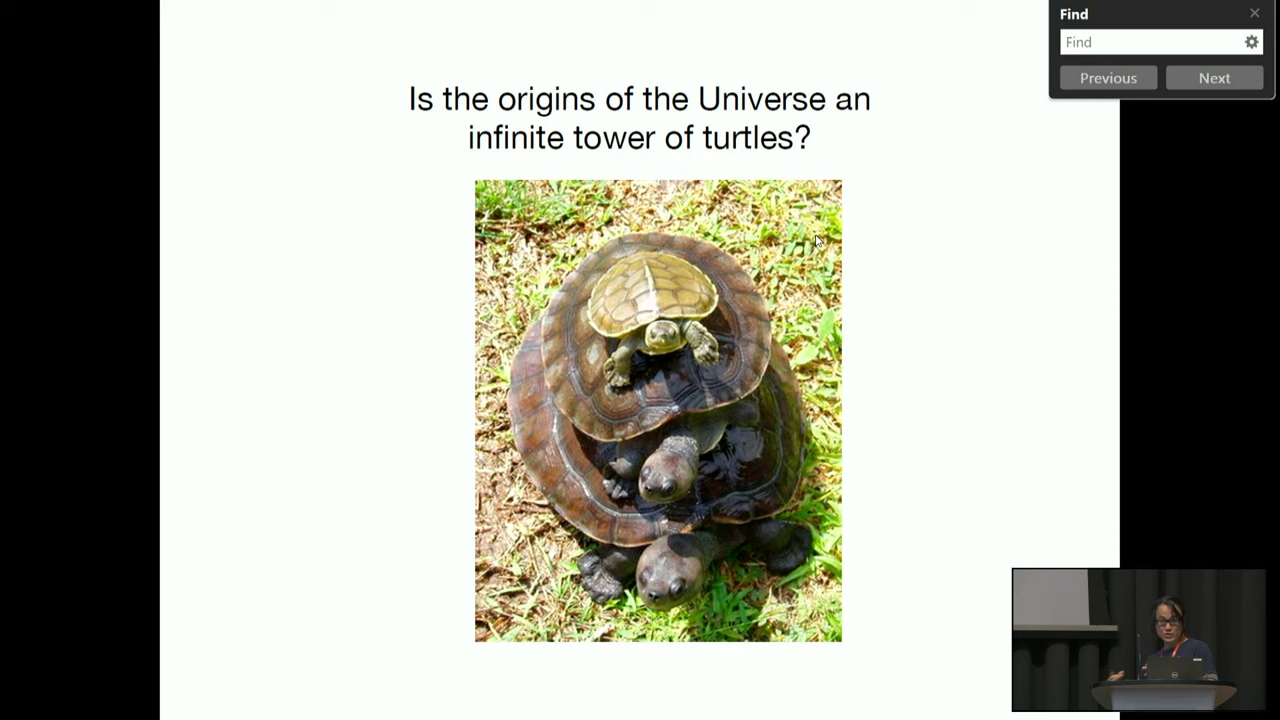 Is the origins of the Universe an
infinite tower of turtles?
Find
Find
Previous
Next